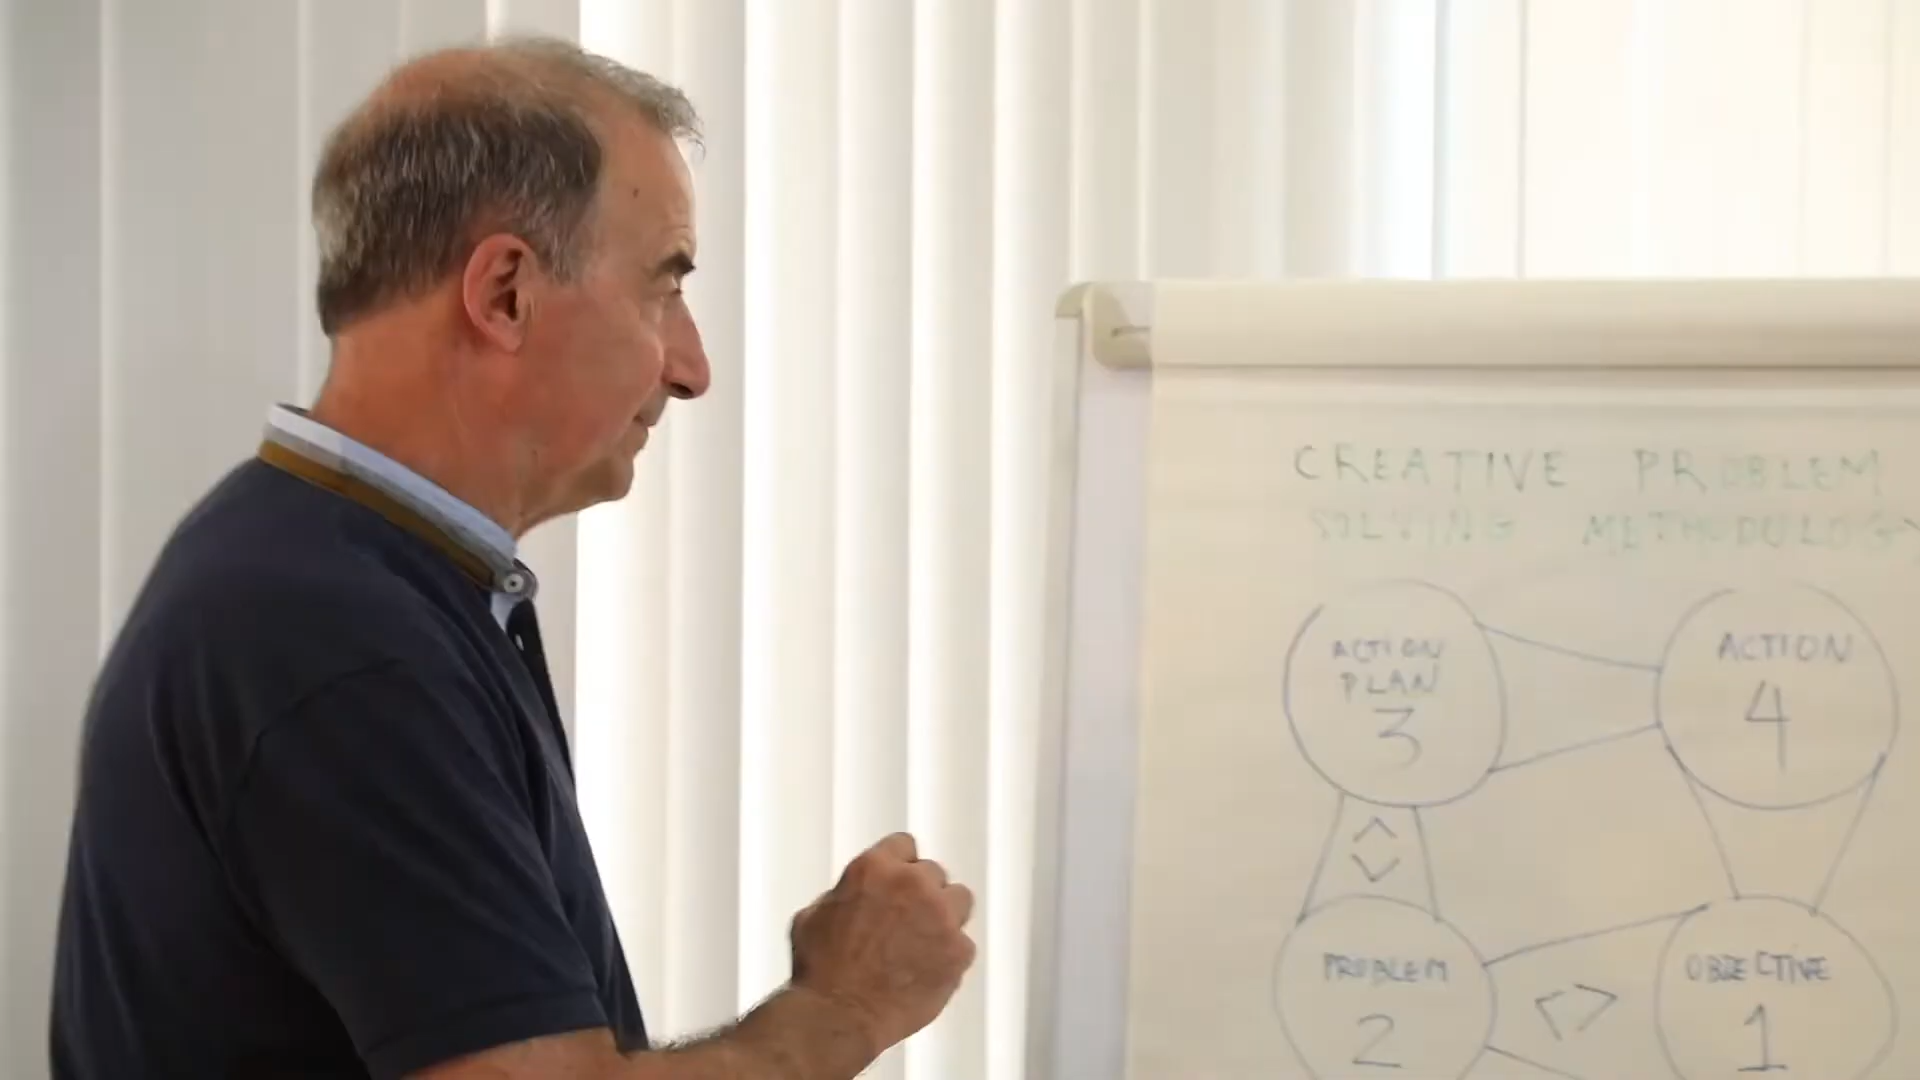 CREATIVE PROBLEM
SOLVING METHODOLOGY
ACTION
PLAN
3
ACTION
4
PROBLEM
2
OBJECTIVE
1